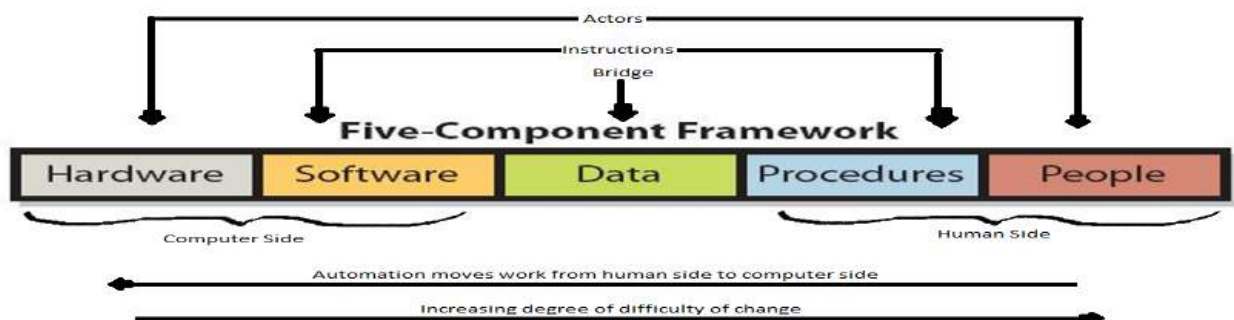 Actors
Instructions
Bridge
Five-Component Framework
Hardware Software Data Procedures People
Computer Side Human Side
Automation moves work from human side to computer side
Increasing degree of difficulty of change